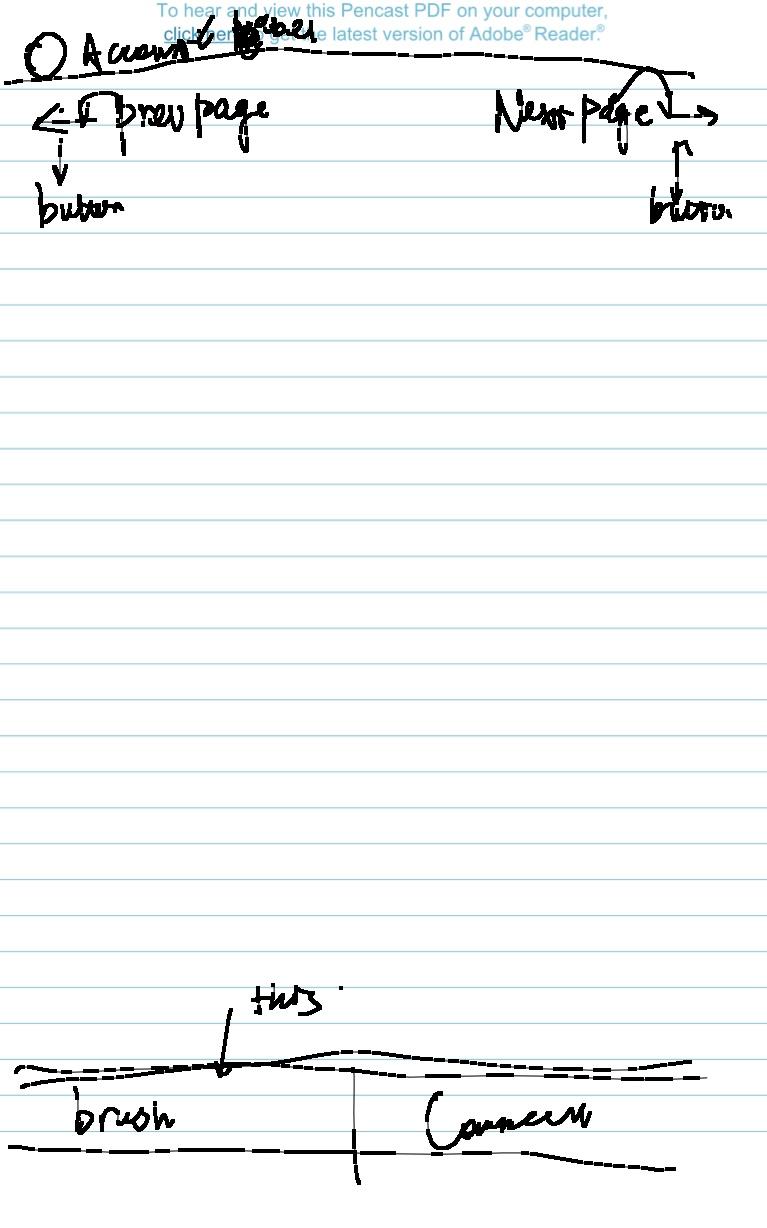 To hear and view this Pencast PDF on your computer,
click here to get the latest version of Adobe® Reader®.
Account
prev page Next page
button button
this
brush Connect